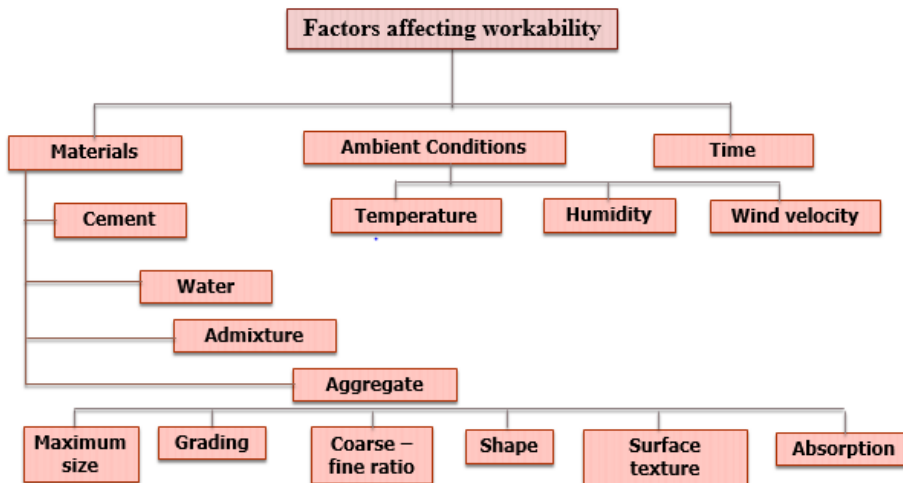 Factors affecting workability
Materials
Ambient Conditions
Time
Cement
Temperature
Humidity
Wind velocity
Water
Admixture
Aggregate
Maximum
size
Grading
Coarse –
fine ratio
Shape
Surface
texture
Absorption